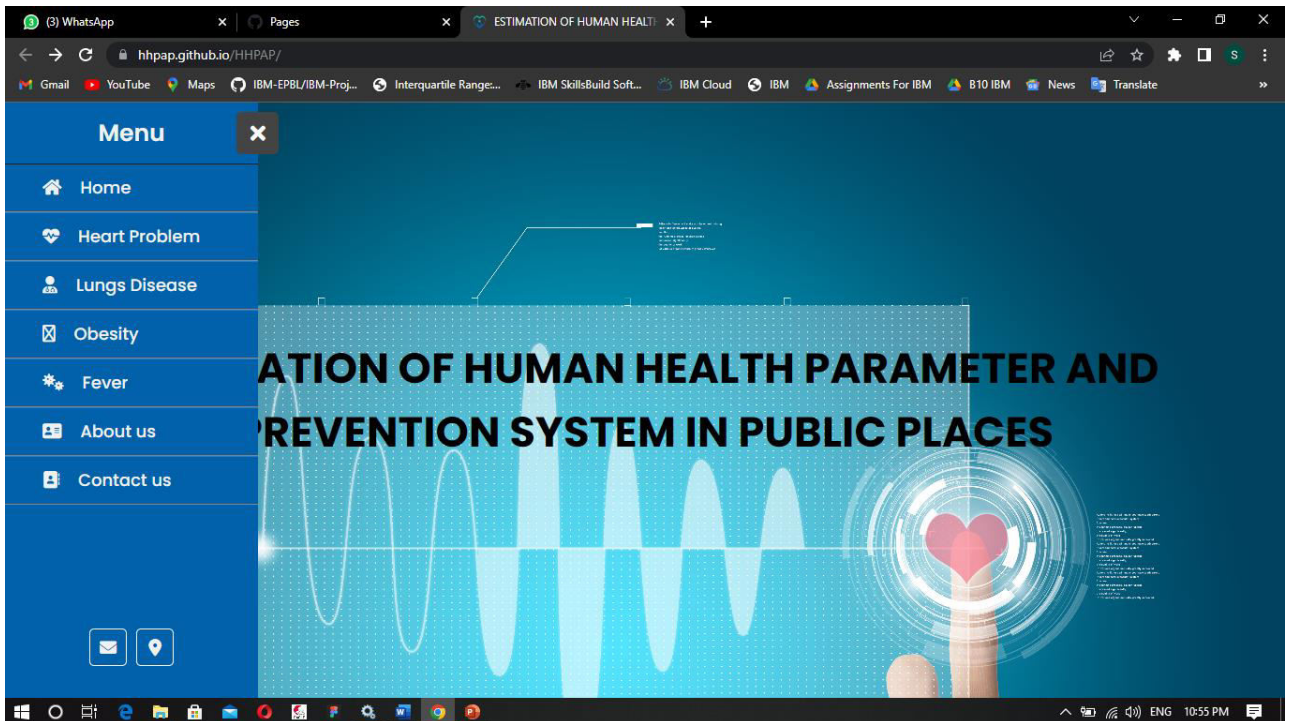 (3) WhatsApp
Pages
ESTIMATION OF HUMAN HEALTH
hhpap.github.io/HHPAP/
S
Gmail YouTube Maps IBM-EPBL/IBM-Proj... Interquartile Range:... IBM SkillsBuild Soft... IBM Cloud IBM Assignments For IBM B10 IBM News Translate »
Menu
Home
Heart Problem
Lungs Disease
Obesity
Fever
About us
Contact us
ATION OF HUMAN HEALTH PARAMETER AND
PREVENTION SYSTEM IN PUBLIC PLACES
ENG 10:55 PM